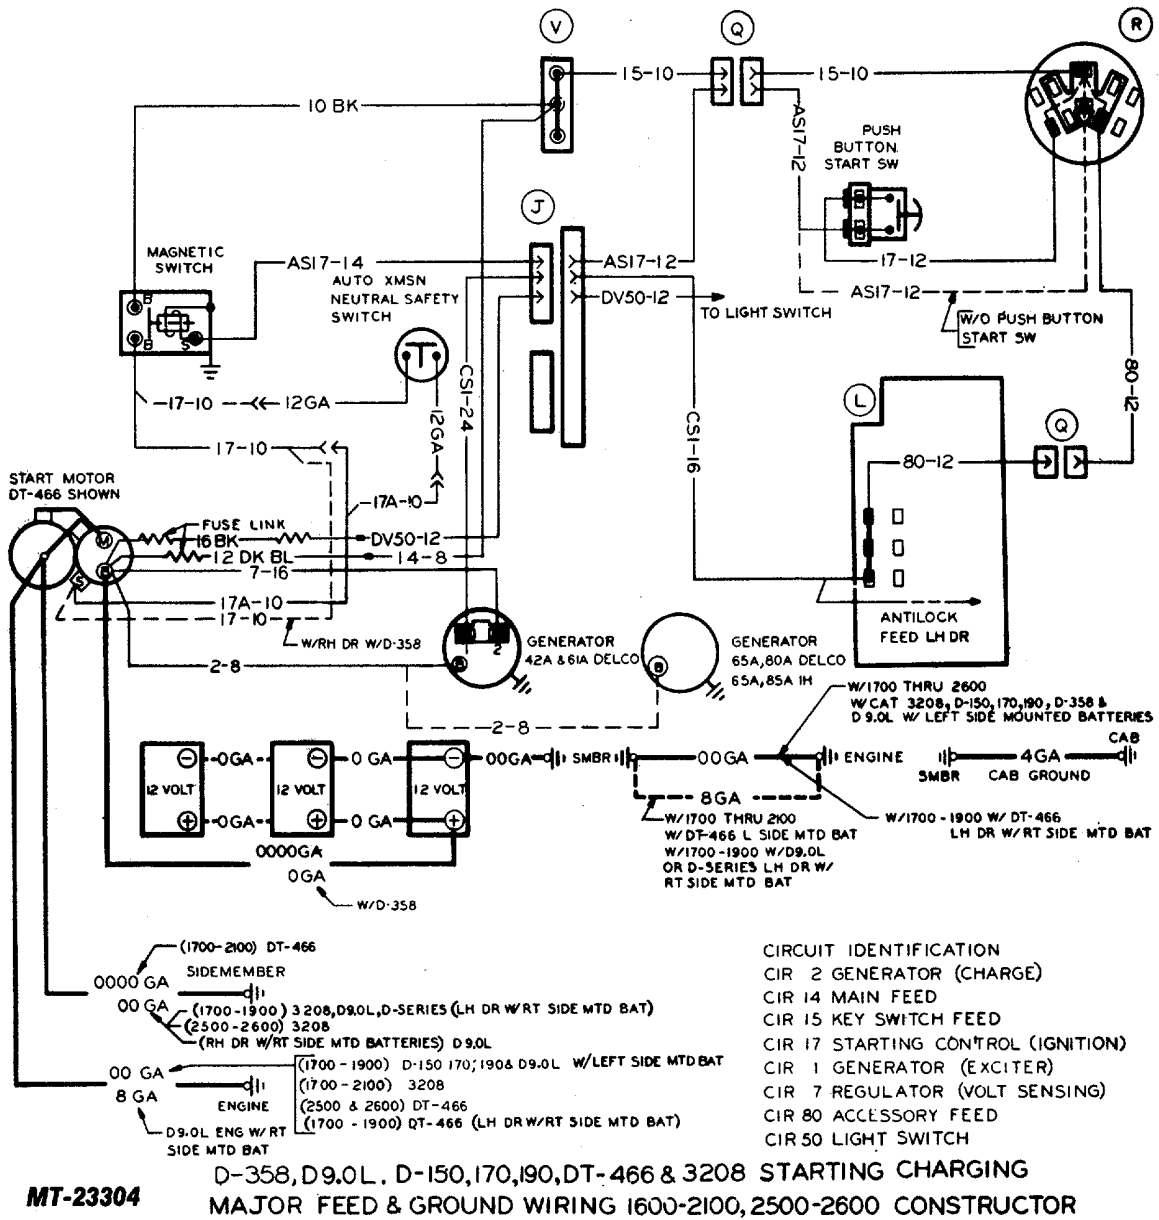 V
Q
R
15-10
15-10
10 BK
AS17-12
PUSH
BUTTON
START SW
J
MAGNETIC
SWITCH
AS17-14
AS17-12
17-12
AUTO XMSN
NEUTRAL SAFETY
SWITCH
DV50-12
TO LIGHT SWITCH
AS17-12
W/O PUSH BUTTON
START SW
B
B
S
80-12
CS1-24
12GA
CS1-16
L
Q
17-10
12GA
17-10
80-12
START MOTOR
DT-466 SHOWN
17A-10
FUSE LINK
M
16 BK
DV50-12
12 DK BL
14-8
B
7-16
S
17A-10
17-10
ANTILOCK
FEED LH DR
W/RH DR W/D-358
2
GENERATOR
42A & 61A DELCO
GENERATOR
65A, 80A DELCO
65A, 85A IH
B
B
2-8
2-8
W/1700 THRU 2600
W/CAT 3208, D-150, 170, 190, D-358 &
D 9.0L W/ LEFT SIDE MOUNTED BATTERIES
0GA
0 GA
00GA
SMBR
00GA
ENGINE
4GA
CAB
SMBR
CAB GROUND
12 VOLT
12 VOLT
12 VOLT
8GA
0GA
0 GA
W/1700 THRU 2100
W/DT-466 L SIDE MTD BAT
W/1700-1900 W/D9.0L
OR D-SERIES LH DR W/
RT SIDE MTD BAT
W/1700-1900 W/ DT-466
LH DR W/RT SIDE MTD BAT
0000GA
0GA
W/D-358
(1700-2100) DT-466
0000 GA
SIDEMEMBER
00 GA
(1700-1900) 3208, D9.0L, D-SERIES (LH DR W/RT SIDE MTD BAT)
(2500-2600) 3208
(RH DR W/RT SIDE MTD BATTERIES) D 9.0L
00 GA
8 GA
ENGINE
(1700-1900) D-150 170, 190& D9.0L W/LEFT SIDE MTD BAT
(1700-2100) 3208
(2500 & 2600) DT-466
(1700-1900) DT-466 (LH DR W/RT SIDE MTD BAT)
D9.0L ENG W/RT
SIDE MTD BAT
CIRCUIT IDENTIFICATION
CIR 2 GENERATOR (CHARGE)
CIR 14 MAIN FEED
CIR 15 KEY SWITCH FEED
CIR 17 STARTING CONTROL (IGNITION)
CIR 1 GENERATOR (EXCITER)
CIR 7 REGULATOR (VOLT SENSING)
CIR 80 ACCESSORY FEED
CIR 50 LIGHT SWITCH
D-358, D9.0L. D-150,170,190, DT-466 & 3208 STARTING CHARGING
MAJOR FEED & GROUND WIRING 1600-2100, 2500-2600 CONSTRUCTOR
MT-23304